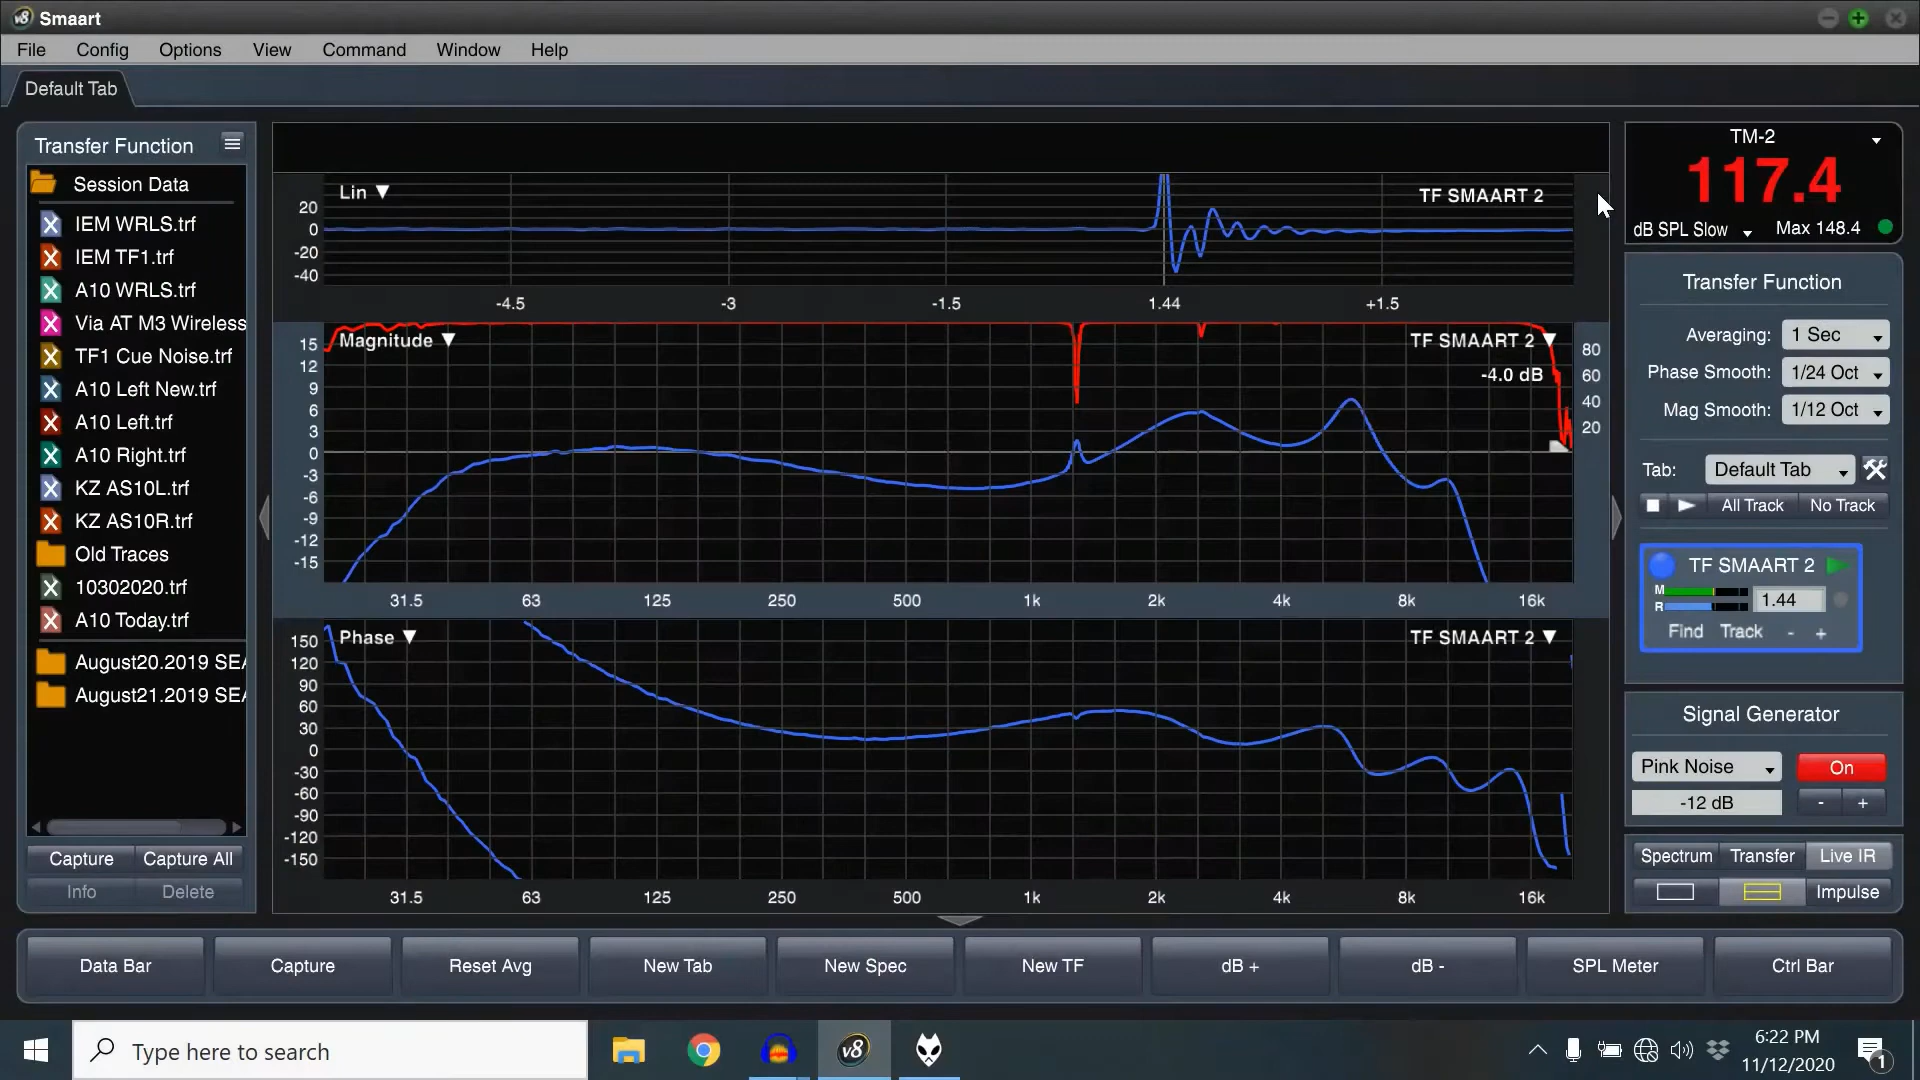 v8 Smaart
File Config Options View Command Window Help
Default Tab
Transfer Function
Session Data
IEM WRLS.trf
IEM TF1.trf
A10 WRLS.trf
Via AT M3 Wireless
TF1 Cue Noise.trf
A10 Left New.trf
A10 Left.trf
A10 Right.trf
KZ AS10L.trf
KZ AS10R.trf
Old Traces
10302020.trf
A10 Today.trf
August20.2019 SEA
August21.2019 SEA
Capture Capture All
Info Delete
Lin ▼ TF SMAART 2
20
0
-20
-40
-4.5 -3 -1.5 1.44 +1.5
Magnitude ▼ TF SMAART 2 ▼
-4.0 dB
15
12
9
6
3
0
-3
-6
-9
-12
-15
80
60
40
20
31.5 63 125 250 500 1k 2k 4k 8k 16k
Phase ▼ TF SMAART 2 ▼
150
120
90
60
30
0
-30
-60
-90
-120
-150
31.5 63 125 250 500 1k 2k 4k 8k 16k
TM-2
117.4
dB SPL Slow Max 148.4
Transfer Function
Averaging: 1 Sec
Phase Smooth: 1/24 Oct
Mag Smooth: 1/12 Oct
Tab: Default Tab
All Track No Track
TF SMAART 2
M
R
1.44
Find Track - +
Signal Generator
Pink Noise On
-12 dB - +
Spectrum Transfer Live IR
Impulse
Data Bar Capture Reset Avg New Tab New Spec New TF dB + dB - SPL Meter Ctrl Bar
Type here to search
v8
6:22 PM
11/12/2020
1